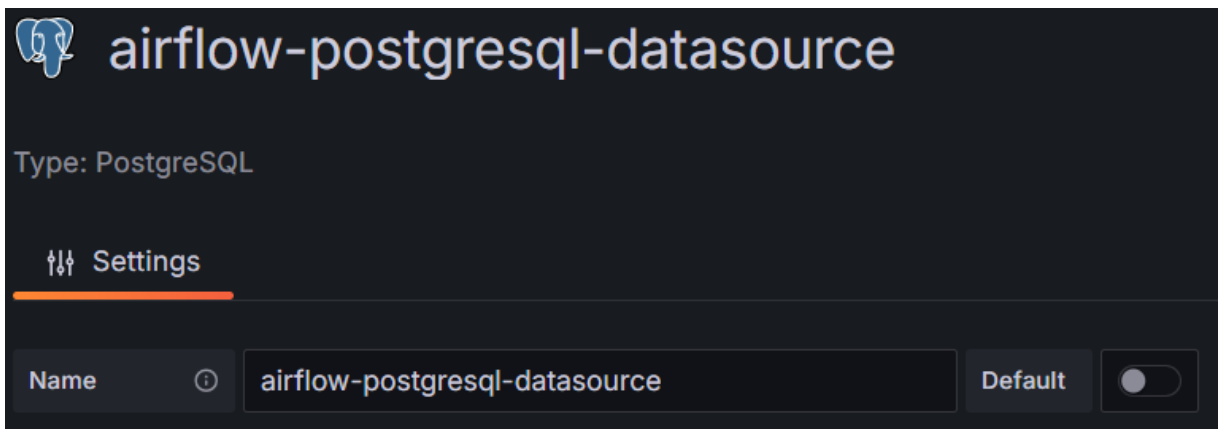 airflow-postgresql-datasource
Type: PostgreSQL
Settings
Name airflow-postgresql-datasource Default